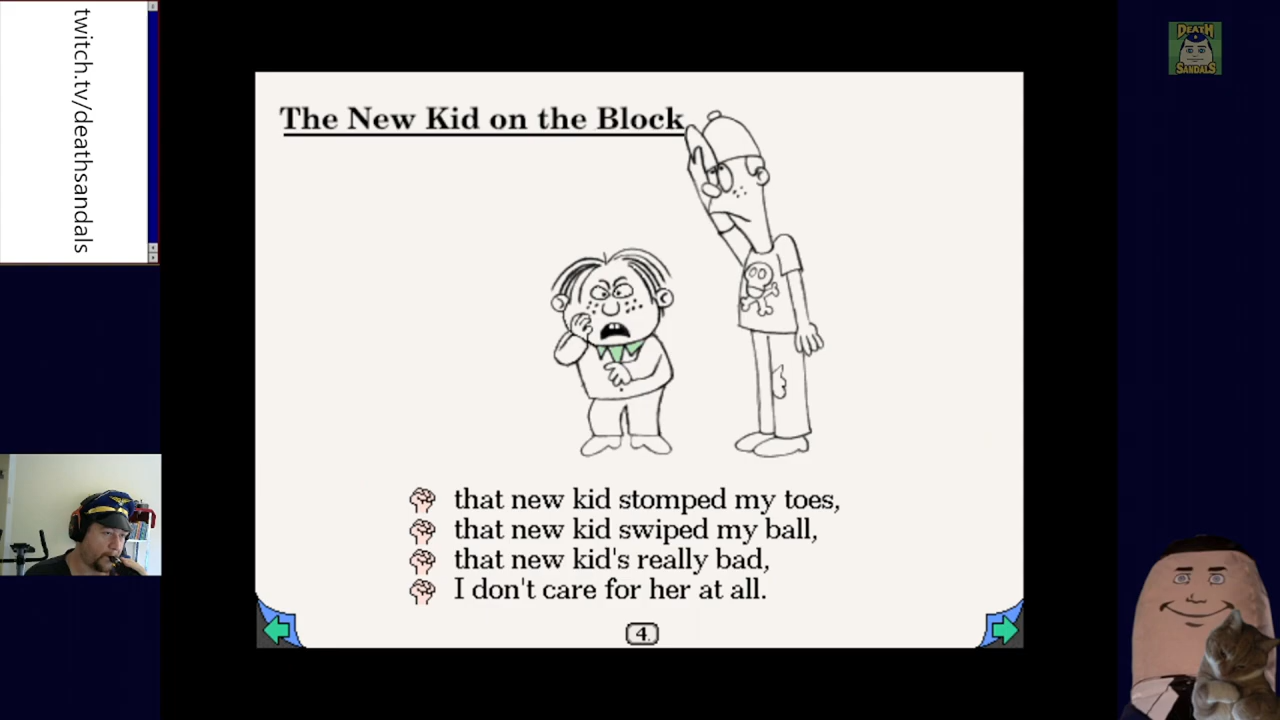 twitch.tv/deathsandals
DEATH
SANDALS
The New Kid on the Block
that new kid stomped my toes,
that new kid swiped my ball,
that new kid's really bad,
I don't care for her at all.
4